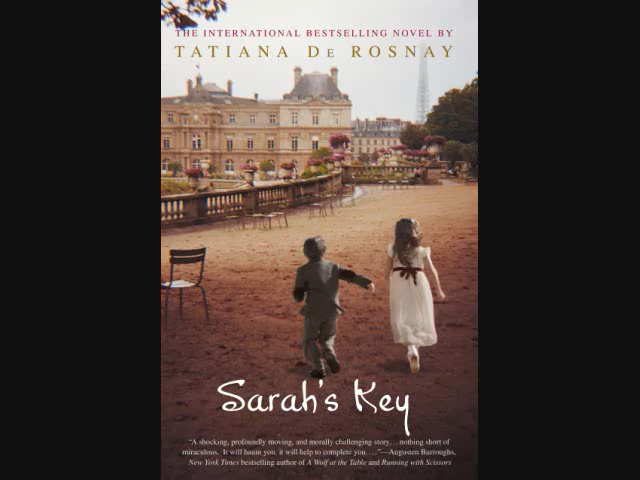 THE INTERNATIONAL BESTSELLING NOVEL BY
TATIANA DE ROSNAY
Sarah's Key
"A shocking, profoundly moving, and morally challenging story. . . nothing short of
miraculous. It will haunt you, it will help to complete you. . . ."—Augusten Burroughs,
New York Times bestselling author of A Wolf at the Table and Running with Scissors